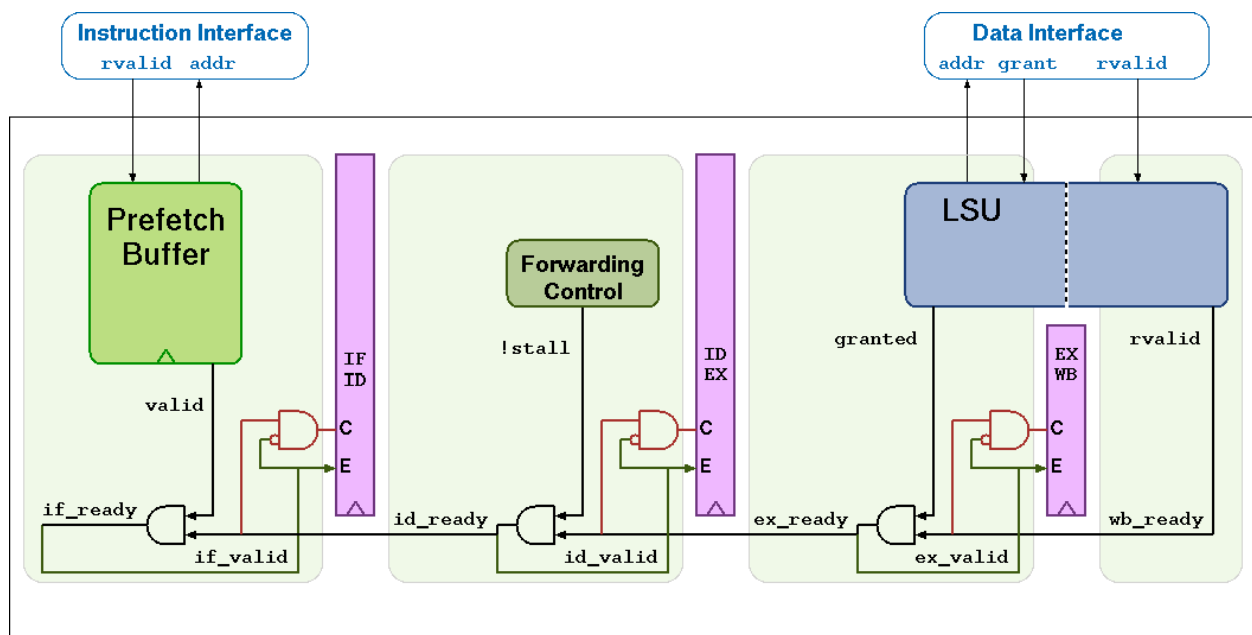 Instruction Interface
rvalid addr
Data Interface
addr grant rvalid
Prefetch
Buffer
LSU
Forwarding
Control
IF
ID
ID
EX
EX
WB
valid
!stall
granted
rvalid
C
E
C
E
C
E
if_ready
if_valid
id_ready
id_valid
ex_ready
ex_valid
wb_ready